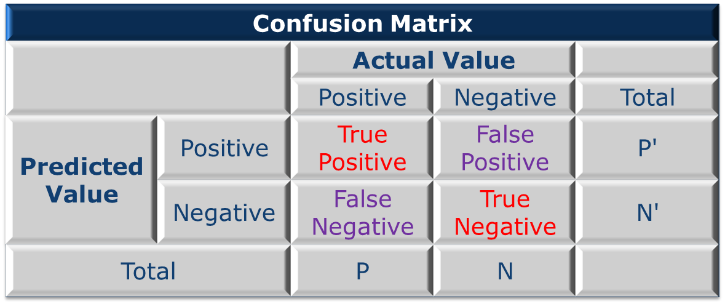 Confusion Matrix
Actual Value
Positive Negative Total
Predicted
Value
Positive
True
Positive
False
Positive
P'
Negative
False
Negative
True
Negative
N'
Total P N